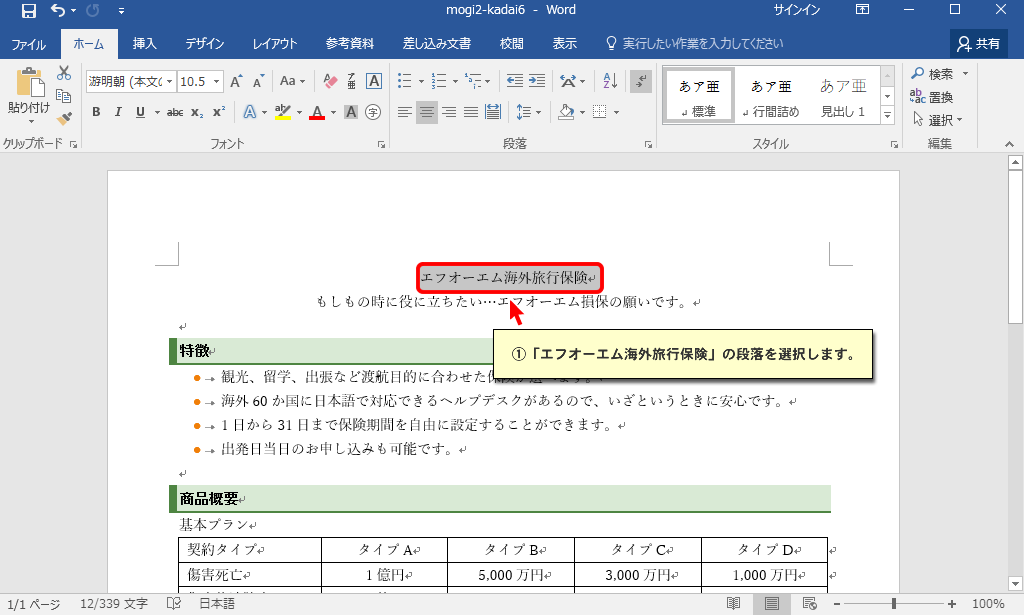 mogi2-kadai6 - Word
サインイン
ファイル ホーム 挿入 デザイン レイアウト 参考資料 差し込み文書 校閲 表示 実行したい作業を入力してください 共有
貼り付け
クリップボード
游明朝 (本文の 10.5
フォント
段落
あア亜 標準
あア亜 行間詰め
あア亜 見出し 1
スタイル
検索
置換
選択
編集
エフオーエム海外旅行保険
もしもの時に役に立ちたい…エフオーエム損保の願いです。
①「エフオーエム海外旅行保険」の段落を選択します。
特徴
観光、留学、出張など渡航目的に合わせた
海外 60 か国に日本語で対応できるヘルプデスクがあるので、いざというときに安心です。
1 日から 31 日まで保険期間を自由に設定することができます。
出発日当日のお申し込みも可能です。
商品概要
基本プラン
契約タイプ タイプ A タイプ B タイプ C タイプ D
傷害死亡 1 億円 5,000 万円 3,000 万円 1,000 万円
1/1 ページ 12/339 文字 日本語 100%